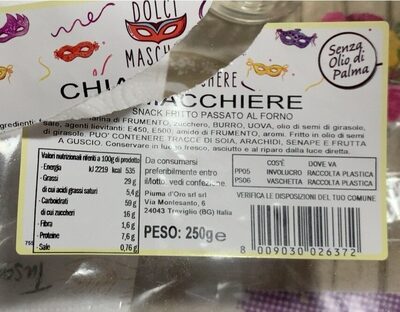 DOLCI
MASCH
Senza
Olio di
Palma
CHIA ACCHIERE
CHERE
SNACK FRITTO PASSATO AL FORNO
farina di FRUMENTO, zucchero, BURRO, UOVA, olio di semi di girasole,
sale, agenti lievitanti: E450, E500, amido di FRUMENTO, aromi. Fritto in olio di semi
di girasole. PUO' CONTENERE TRACCE DI SOIA, ARACHIDI, SENAPE E FRUTTA
A GUSCIO. Conservare in luogo fresco, asciutto e al riparo dalla luce diretta.
Valori nutrizionali riferiti a 100g di prodotto
- Energia kJ 2219 kcal 535
- Grassi 29 g
di cui acidi grassi saturi 5,4 g
- Carboidrati 59 g
di cui zuccheri 16 g
- Fibra 1,6 g
- Proteine 7,6 g
- Sale 0,76 g
Da consumarsi
preferibilmente entro
il/lotto, vedi confezione.
Piuma d'Oro srl
Via Montesanto, 6
24043 Treviglio (BG) Italia
PESO: 250g e
COS'È DOVE VA
PP05 INVOLUCRO RACCOLTA PLASTICA
PS06 VASCHETTA RACCOLTA PLASTICA
VERIFICA LE DISPOSIZIONI DEL TUO COMUNE
8 009030 026372